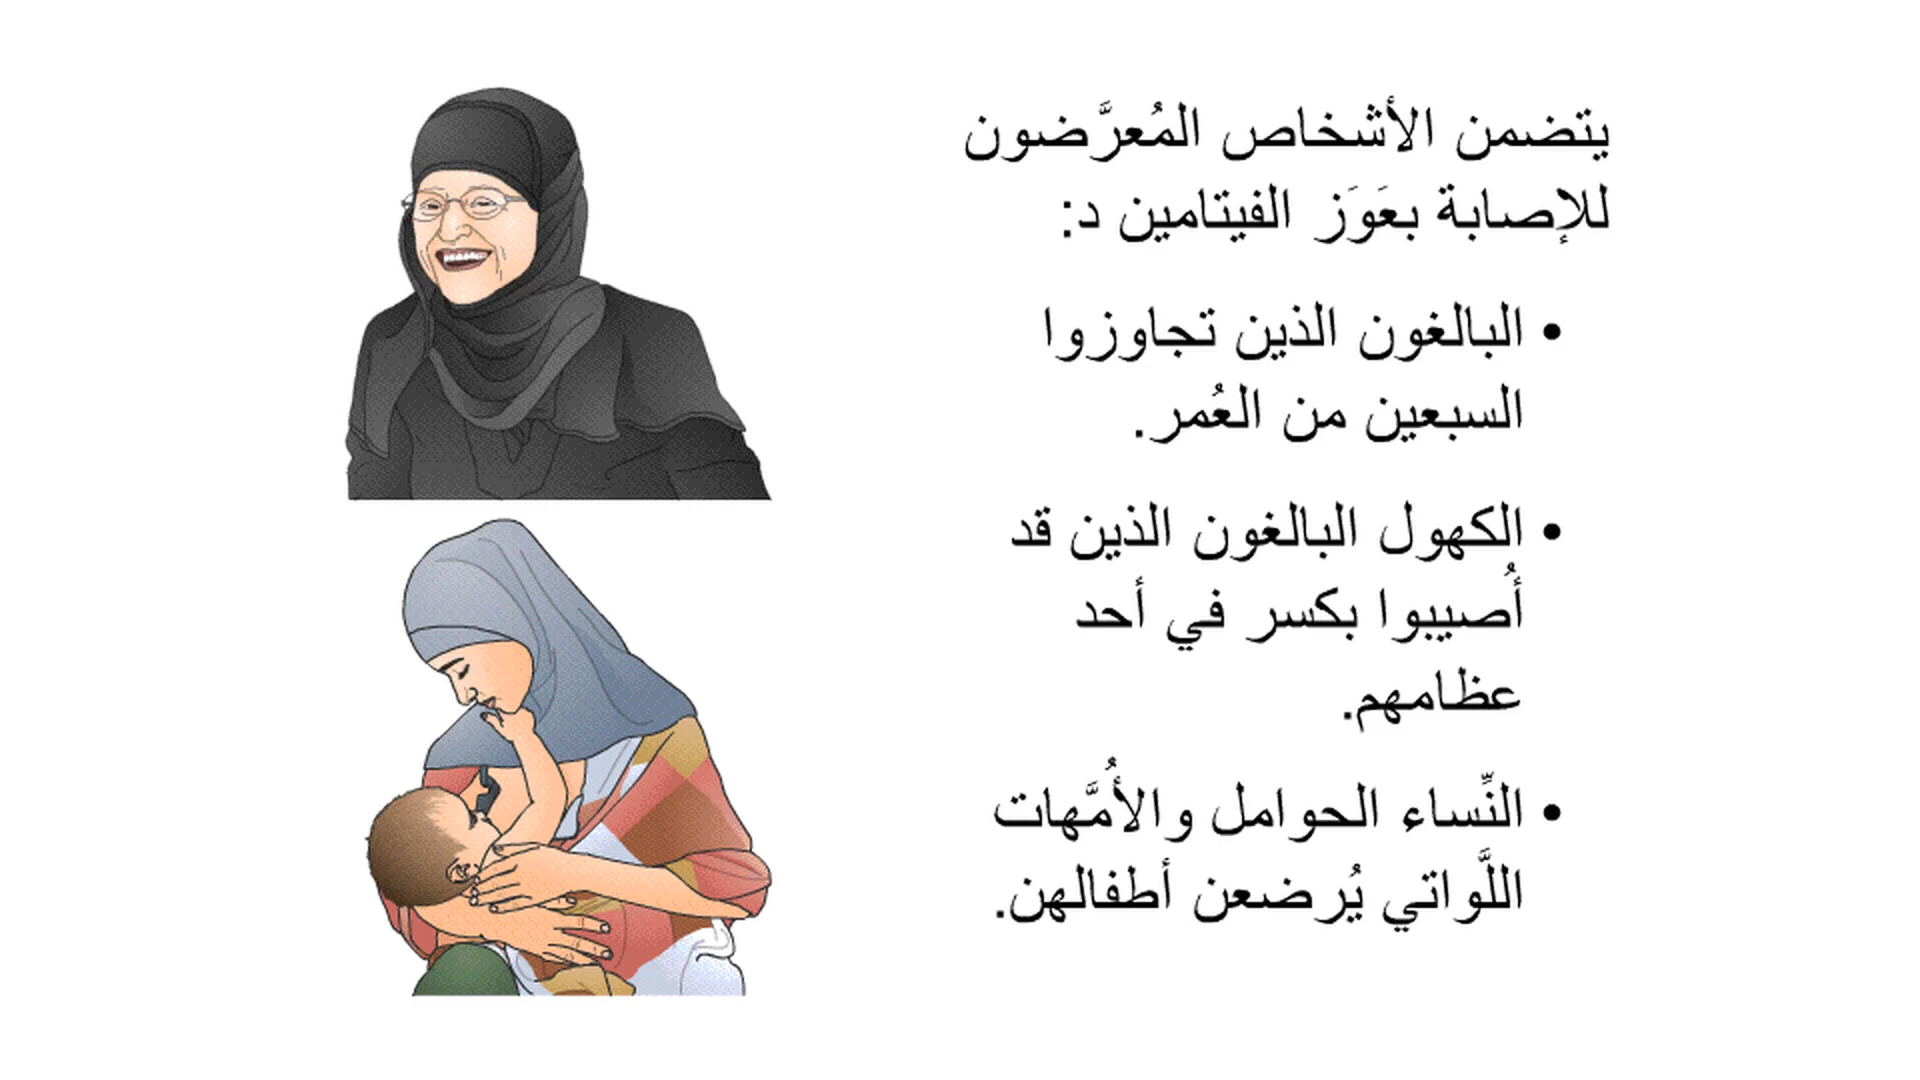 يتضمن الأشخاص المُعرَّضون
للإصابة بعَوَز الفيتامين د:
• البالغون الذين تجاوزوا
السبعين من العُمر.
• الكهول البالغون الذين قد
أُصيبوا بكسر في أحد
عظامهم.
• النِّساء الحوامل والأُمَّهات
اللَّواتي يُرضعن أطفالهن.